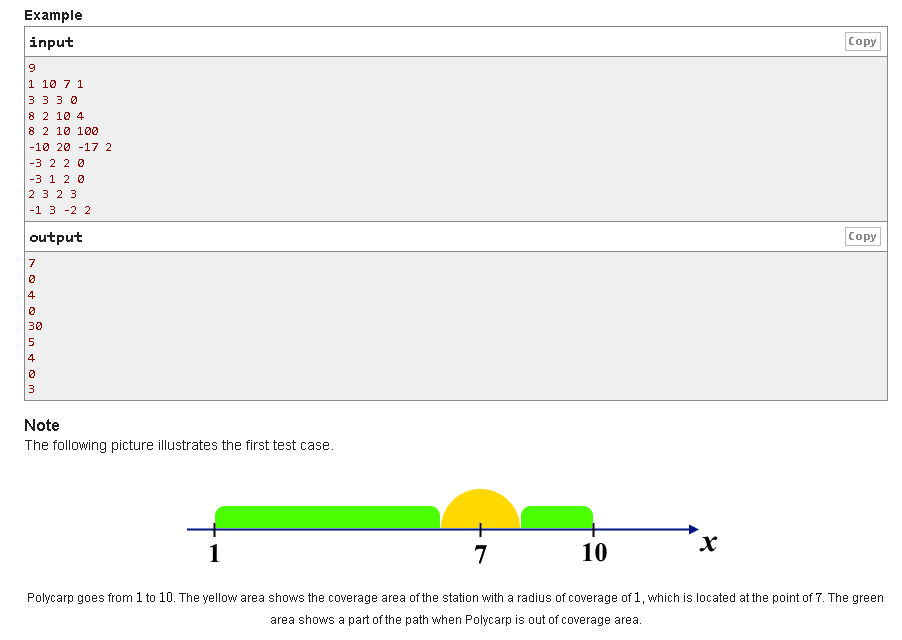 Example
input
Copy
9
1 10 7 1
3 3 3 0
8 2 10 4
8 2 10 100
-10 20 -17 2
-3 2 2 0
-3 1 2 0
2 3 2 3
-1 3 -2 2
output
Copy
7
0
4
0
30
5
4
0
3
Note
The following picture illustrates the first test case.
1 7 10 x
Polycarp goes from 1 to 10. The yellow area shows the coverage area of the station with a radius of coverage of 1, which is located at the point of 7. The green
area shows a part of the path when Polycarp is out of coverage area.